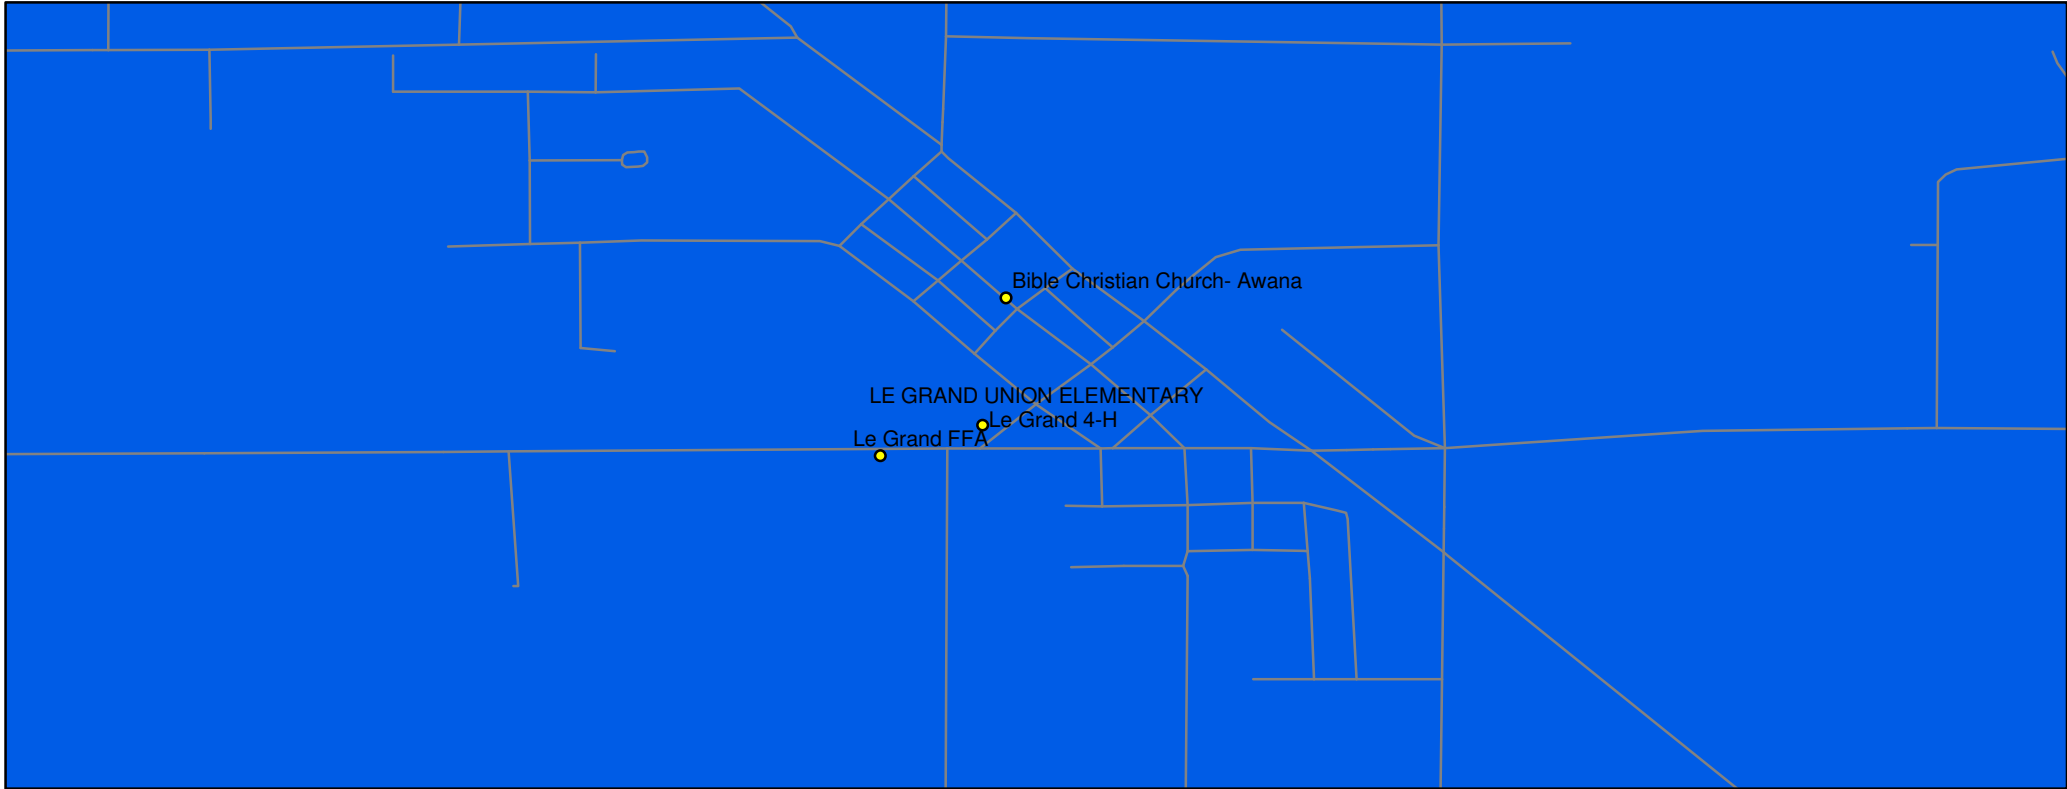 Bible Christian Church- Awana
LE GRAND UNION ELEMENTARY
Le Grand 4-H
Le Grand FFA